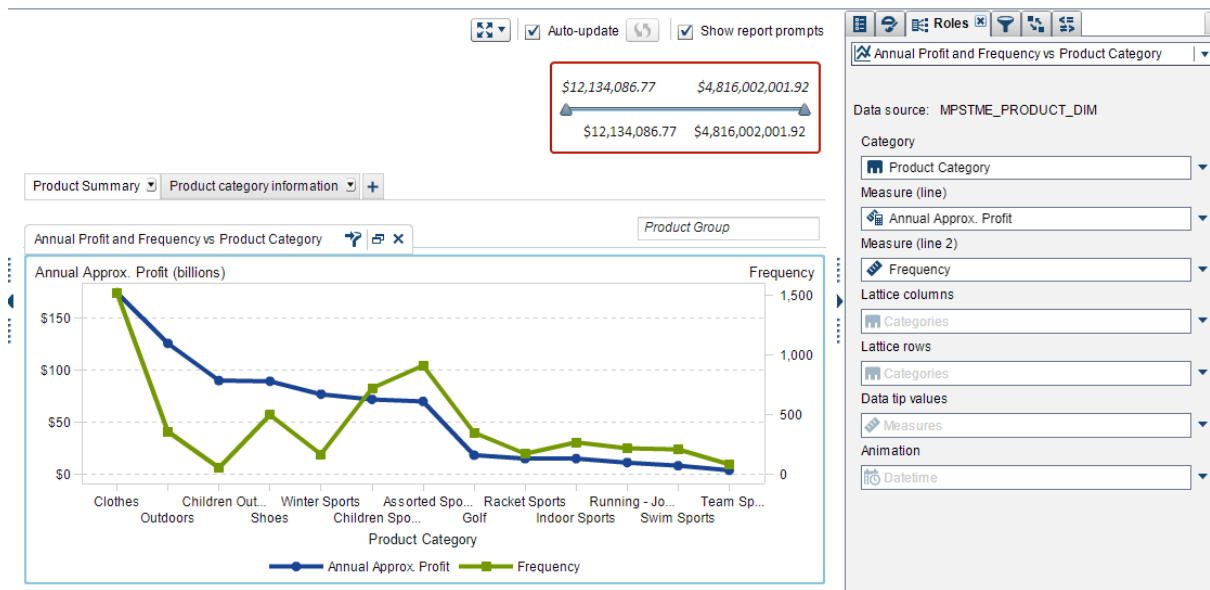 Auto-update
Show report prompts
$12,134,086.77 $4,816,002,001.92
$12,134,086.77 $4,816,002,001.92
Product Summary Product category information +
Product Group
Annual Profit and Frequency vs Product Category
Annual Approx. Profit (billions) Frequency
$150
$100
$50
$0
1,500
1,000
500
0
Clothes Children Out... Winter Sports Assorted Spo... Racket Sports Running - Jo... Team Sp...
Outdoors Shoes Children Spo... Golf Indoor Sports Swim Sports
Product Category
Annual Approx. Profit Frequency
Roles
Annual Profit and Frequency vs Product Category
Data source: MPSTME_PRODUCT_DIM
Category
Product Category
Measure (line)
Annual Approx. Profit
Measure (line 2)
Frequency
Lattice columns
Categories
Lattice rows
Categories
Data tip values
Measures
Animation
Datetime